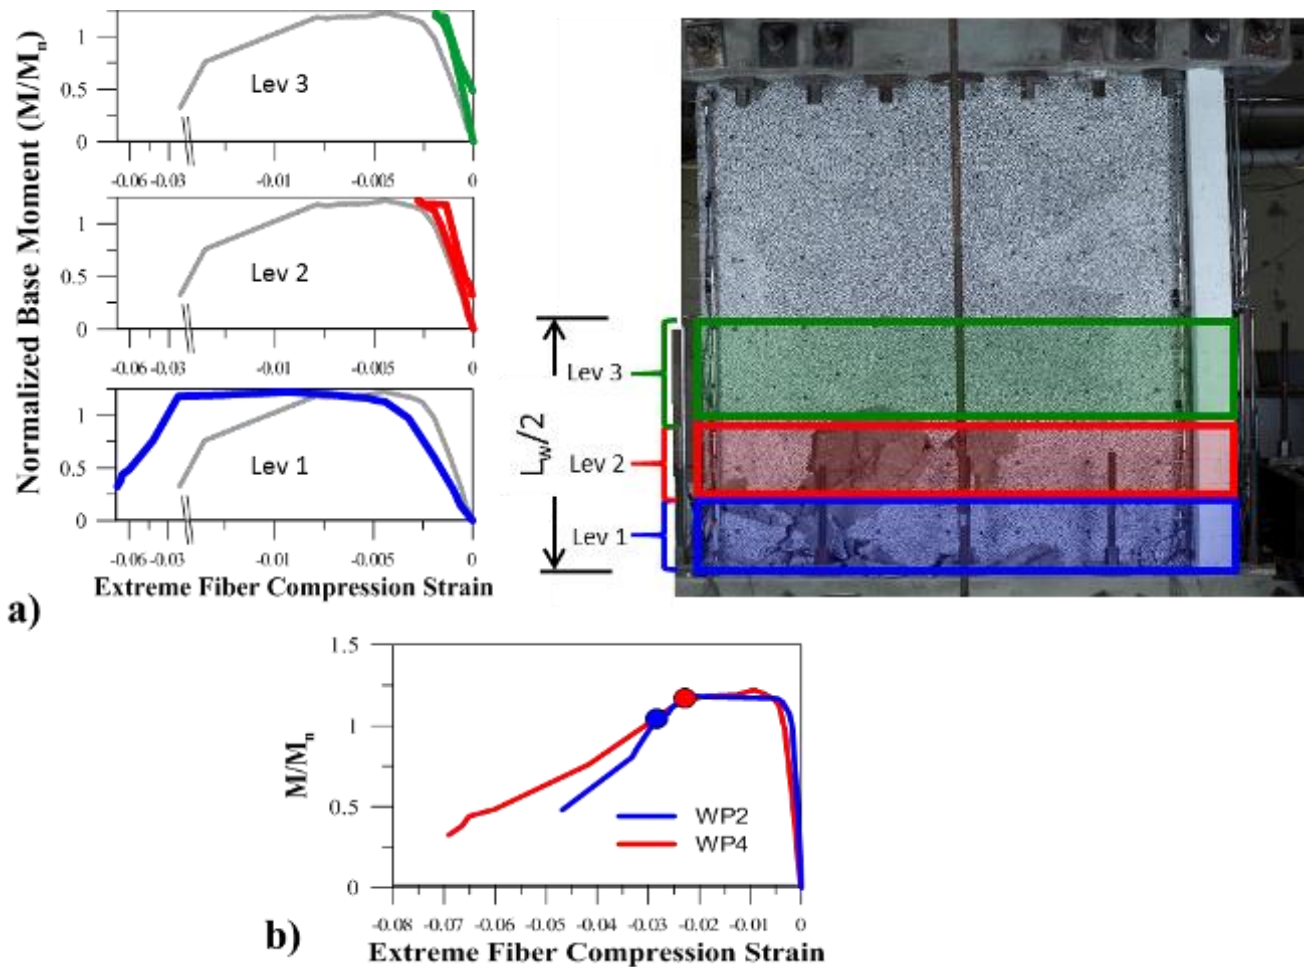 Normalized Base Moment (M/Mn)
1
0.5
0
Lev 3
-0.06 -0.03 -0.01 -0.005 0
1
0.5
0
Lev 2
-0.06 -0.03 -0.01 -0.005 0
1
0.5
0
Lev 1
-0.06 -0.03 -0.01 -0.005 0
Extreme Fiber Compression Strain
a)
Lw/2
Lev 3
Lev 2
Lev 1
1.5
1
0.5
0
M/Mn
WP2
WP4
-0.08 -0.07 -0.06 -0.05 -0.04 -0.03 -0.02 -0.01 0
Extreme Fiber Compression Strain
b)